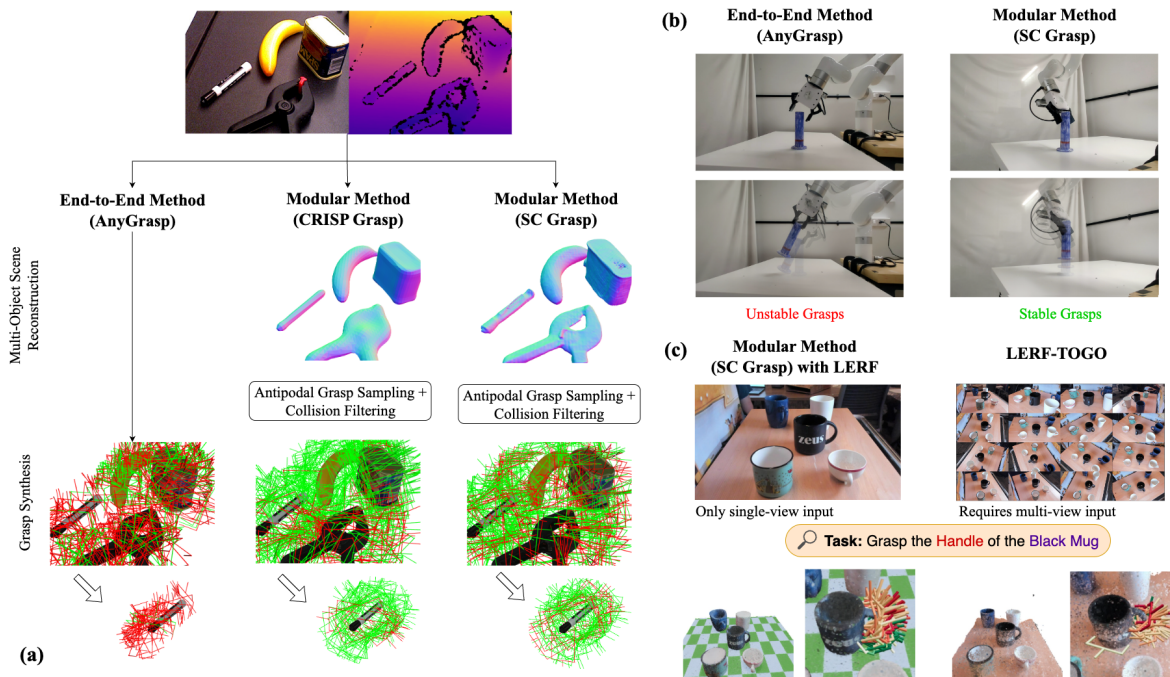 End-to-End Method
(AnyGrasp)
Modular Method
(CRISP Grasp)
Modular Method
(SC Grasp)
Multi-Object Scene
Reconstruction
Antipodal Grasp Sampling +
Collision Filtering
Antipodal Grasp Sampling +
Collision Filtering
Grasp Synthesis
(a)
(b)
End-to-End Method
(AnyGrasp)
Modular Method
(SC Grasp)
Unstable Grasps
Stable Grasps
(c)
Modular Method
(SC Grasp) with LERF
LERF-TOGO
zeus
Only single-view input
Requires multi-view input
Task: Grasp the Handle of the Black Mug